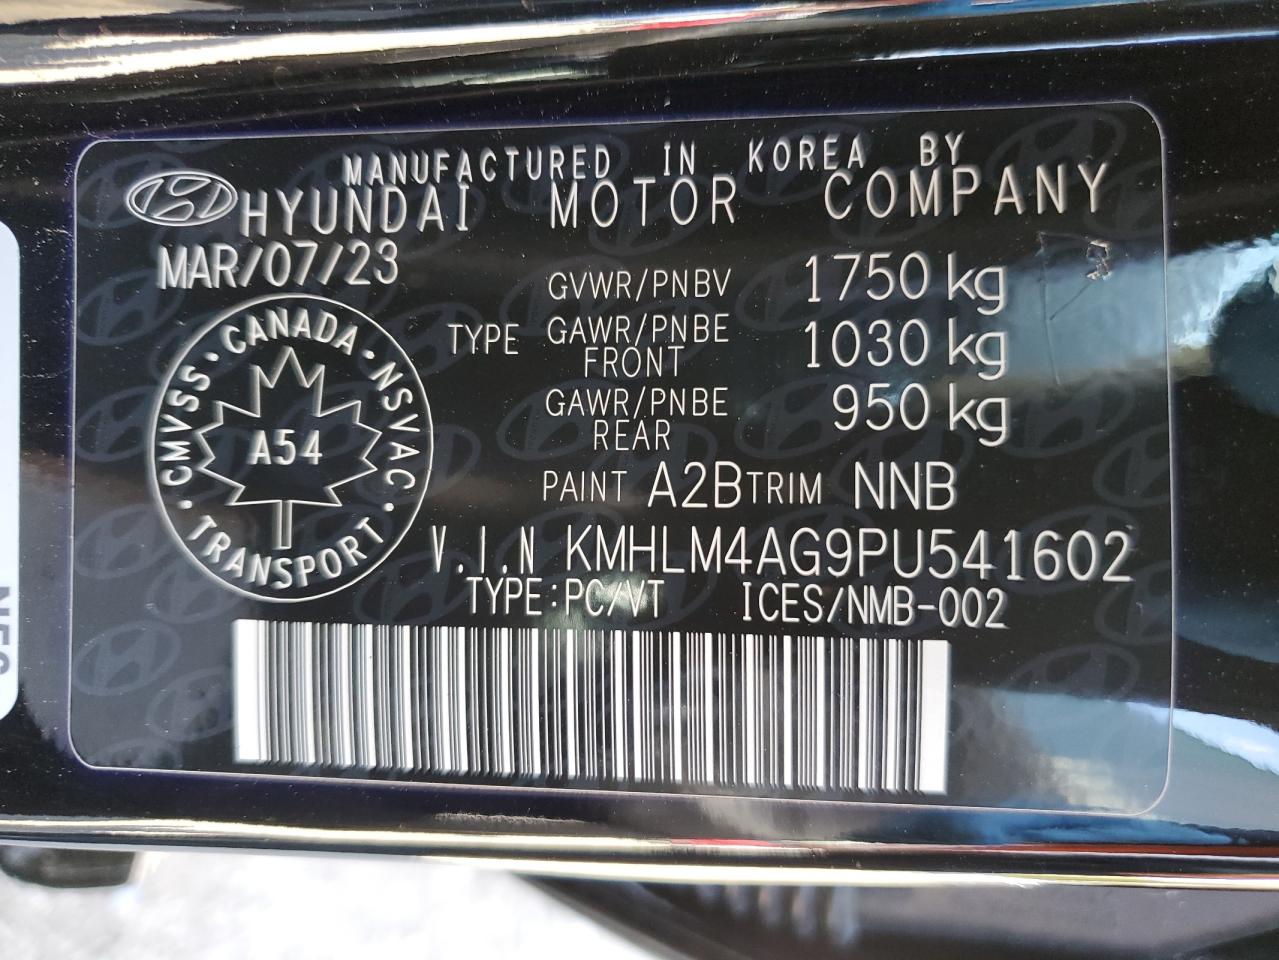 MANUFACTURED IN KOREA BY
HYUNDAI MOTOR COMPANY
MAR/07/23
GVWR/PNBV 1750 kg
TYPE GAWR/PNBE FRONT 1030 kg
GAWR/PNBE REAR 950 kg
PAINT A2B TRIM NNB
V.I.N KMHLM4AG9PU541602
TYPE:PC/VT ICES/NMB-002
CMVSS · CANADA · NSVAC
A54
· TRANSPORT ·